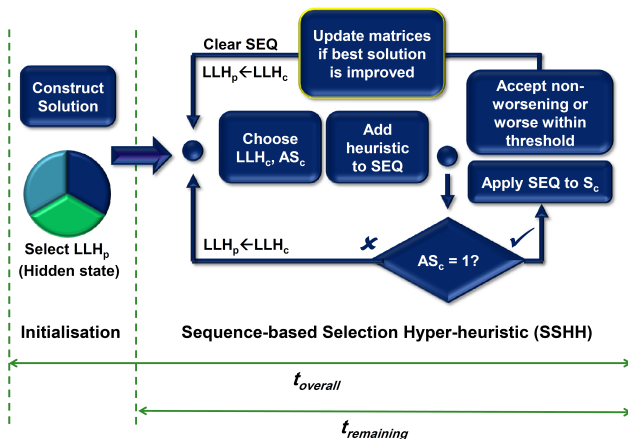 Clear SEQ
LLHp←LLHc
Update matrices
if best solution
is improved
Construct
Solution
Choose
LLHc, ASc
Add
heuristic
to SEQ
Accept non-
worsening or
worse within
threshold
Apply SEQ to Sc
Select LLHp
(Hidden state)
LLHp←LLHc
✘
✓
ASc = 1?
Initialisation
Sequence-based Selection Hyper-heuristic (SSHH)
toverall
tremaining